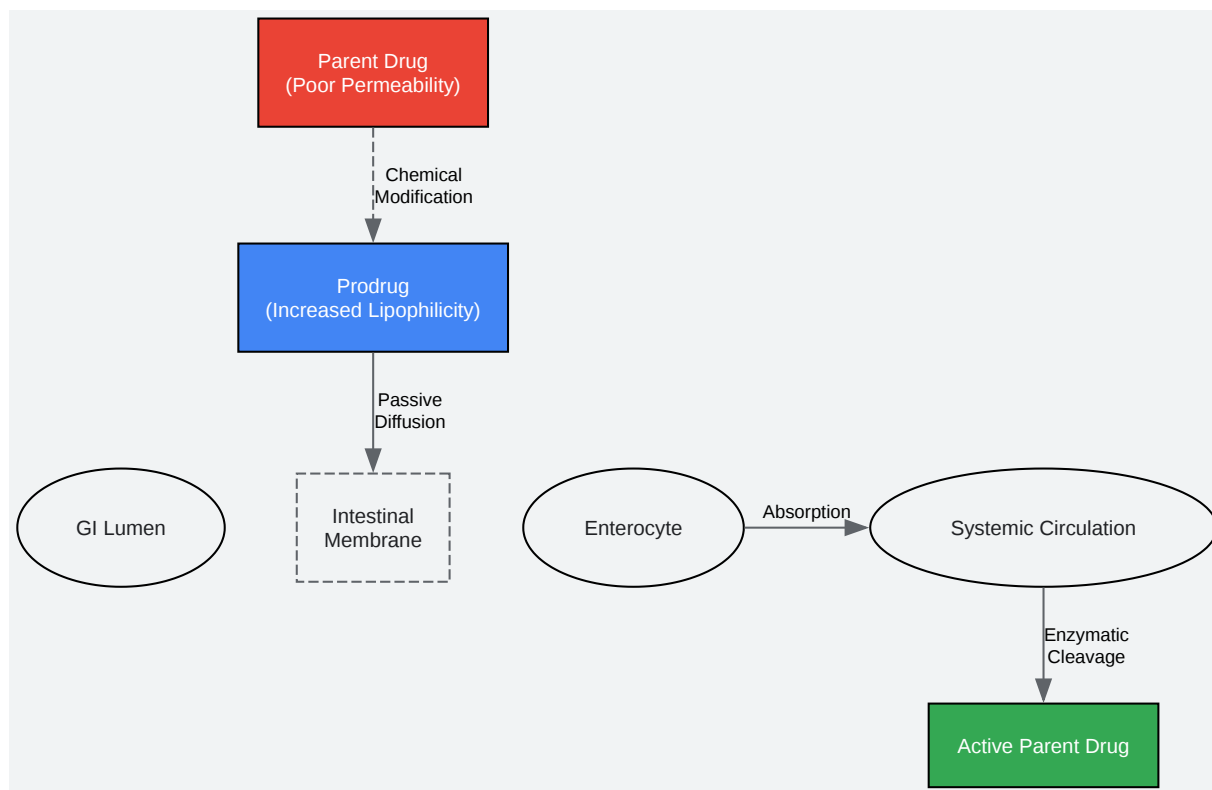 Parent Drug
(Poor Permeability)
Chemical
Modification
Prodrug
(Increased Lipophilicity)
Passive
Diffusion
GI Lumen
Intestinal
Membrane
Enterocyte
Absorption
Systemic Circulation
Enzymatic
Cleavage
Active Parent Drug